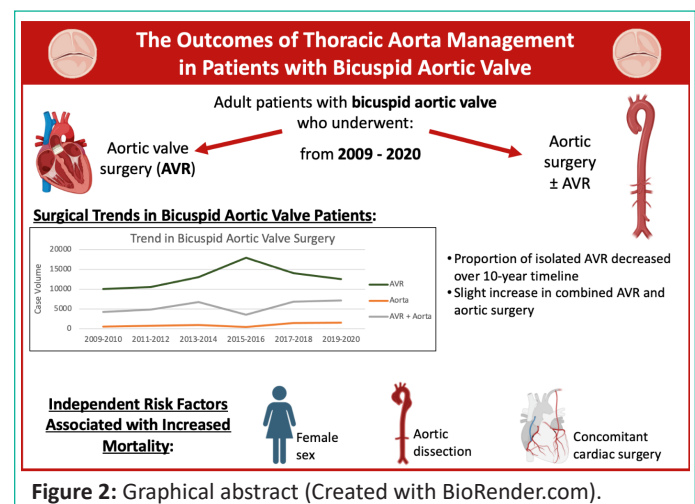 The Outcomes of Thoracic Aorta Management
in Patients with Bicuspid Aortic Valve
Adult patients with bicuspid aortic valve
who underwent:
from 2009 - 2020
Aortic valve
surgery (AVR)
Aortic
surgery
± AVR
Surgical Trends in Bicuspid Aortic Valve Patients:
Trend in Bicuspid Aortic Valve Surgery
Case Volume
20000
15000
10000
5000
0
2009-2010 2011-2012 2013-2014 2015-2016 2017-2018 2019-2020
AVR
Aorta
AVR + Aorta
• Proportion of isolated AVR decreased
over 10-year timeline
• Slight increase in combined AVR and
aortic surgery
Independent Risk Factors
Associated with Increased
Mortality:
Female
sex
Aortic
dissection
Concomitant
cardiac surgery
Figure 2: Graphical abstract (Created with BioRender.com).